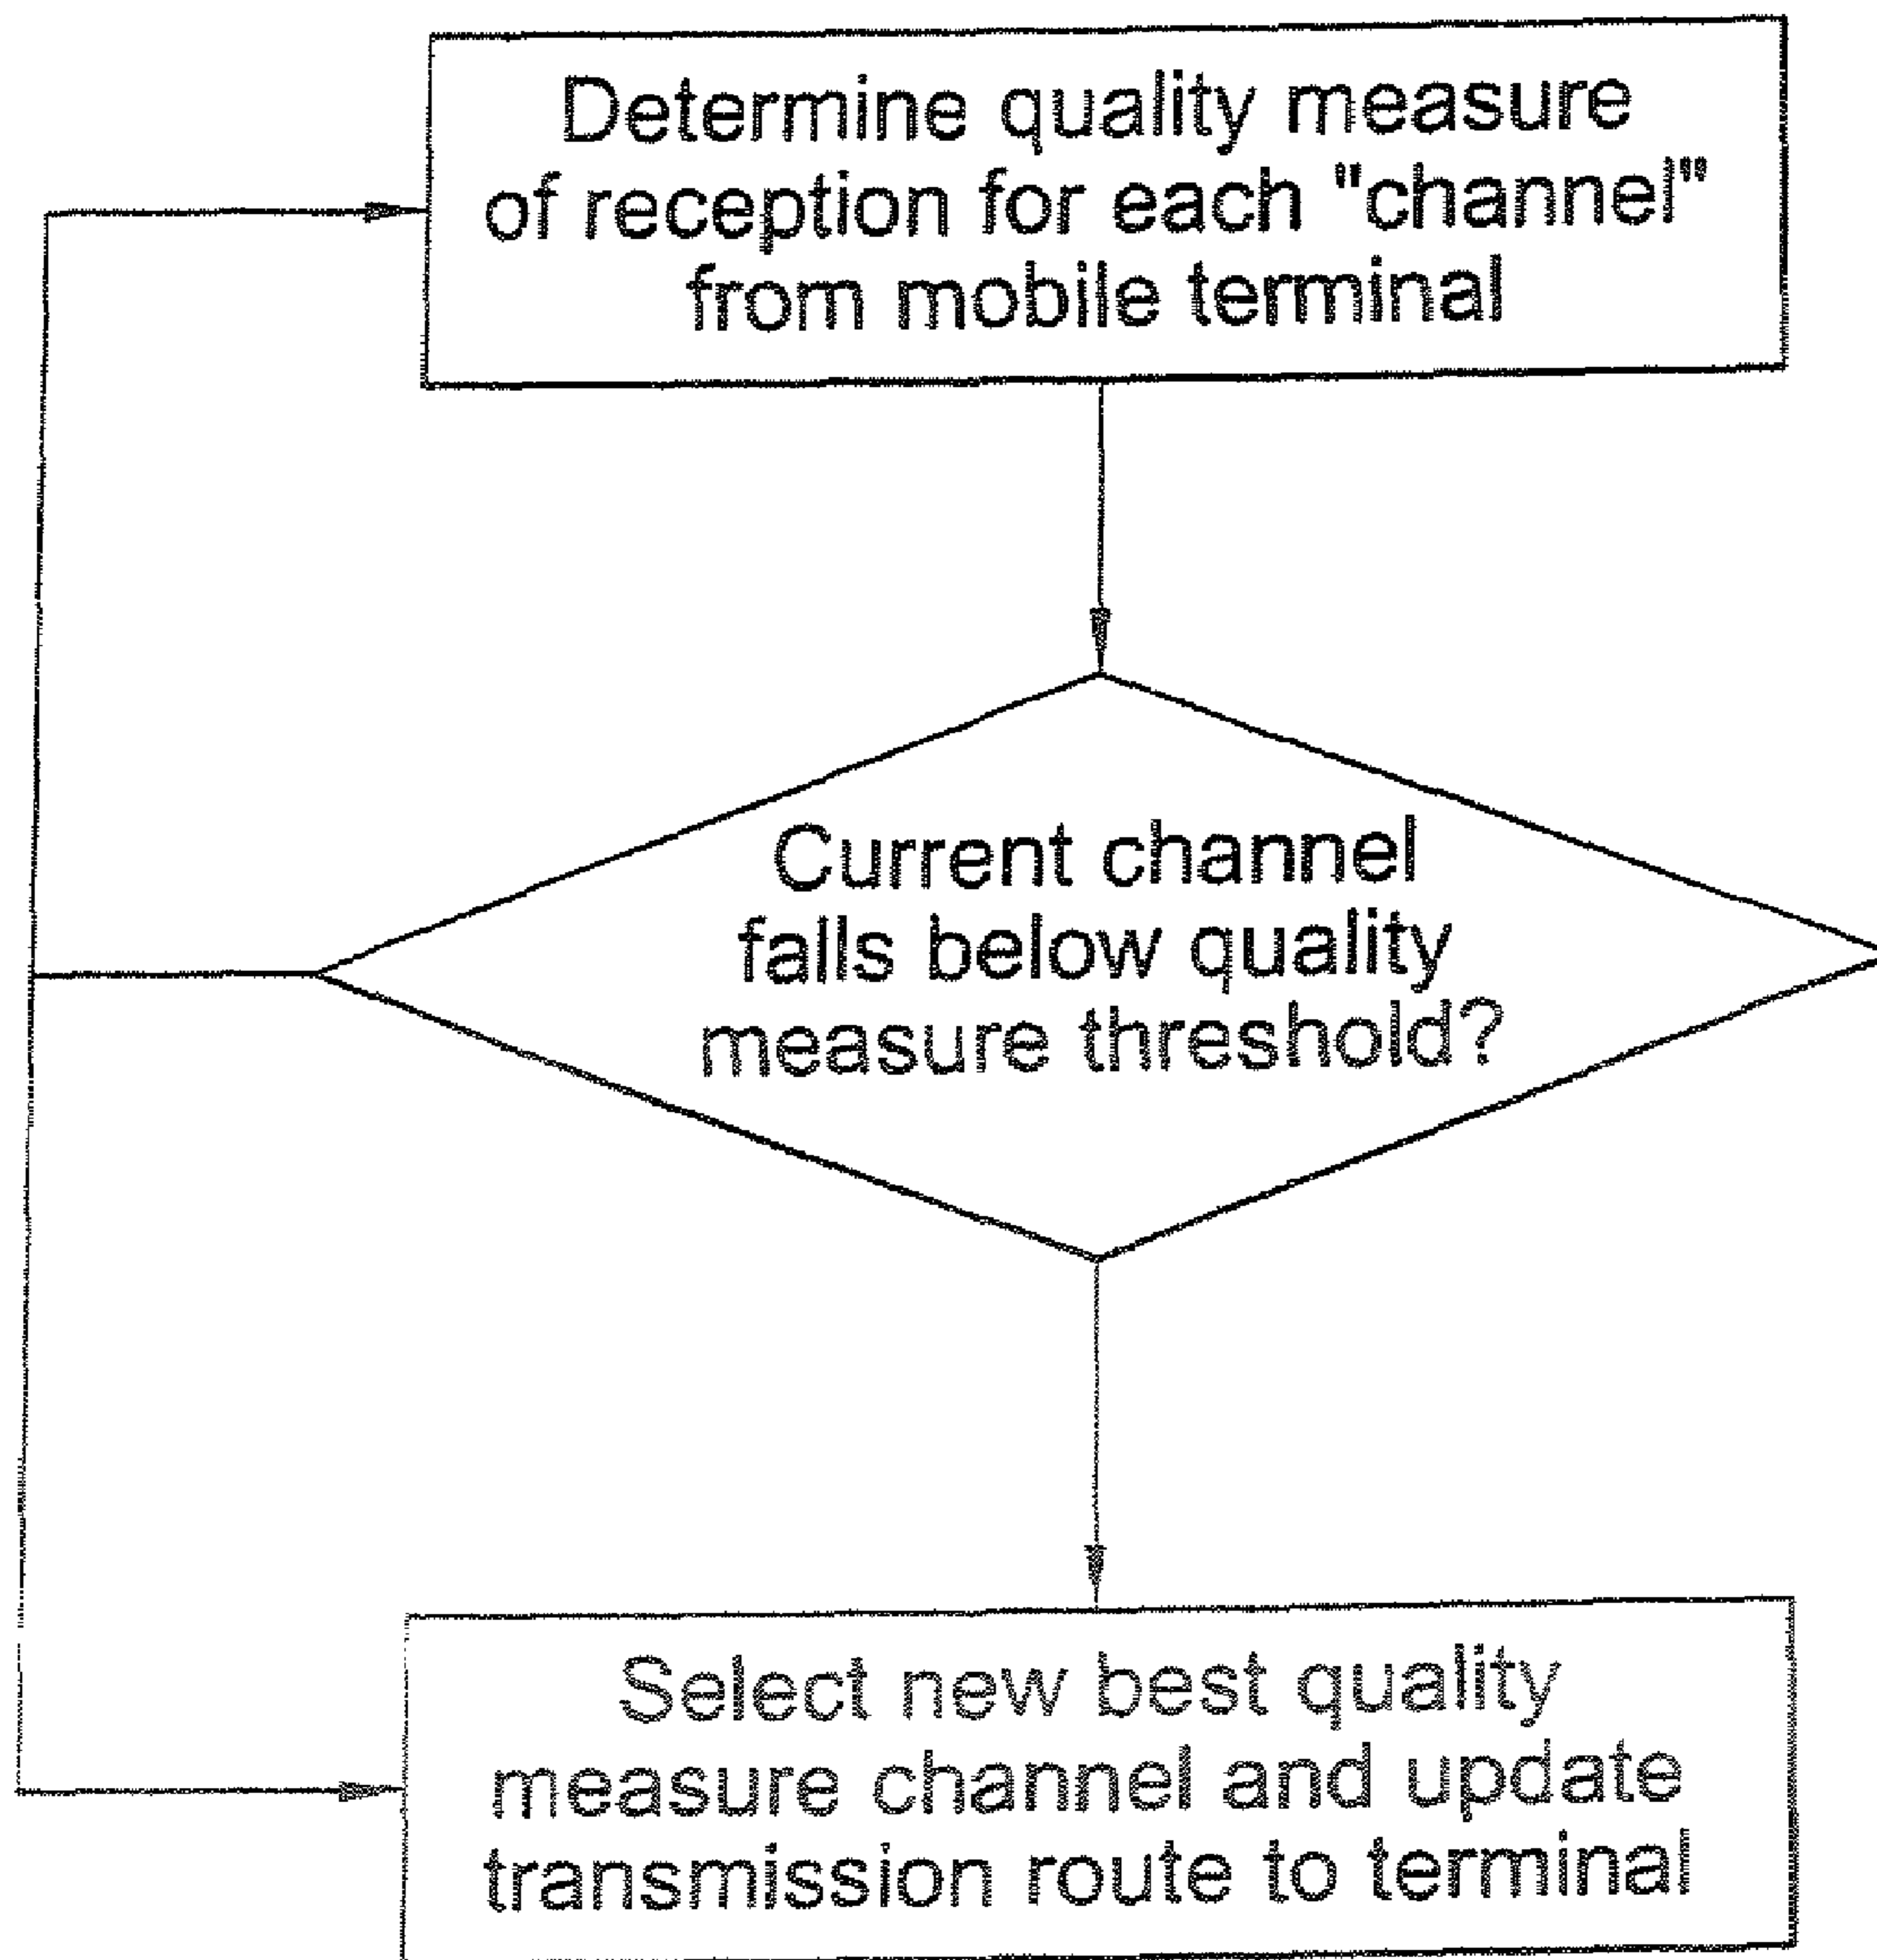 Determine quality measure
of reception for each "channel"
from mobile terminal
Current channel
falls below quality
measure threshold?
Select new best quality
measure channel and update
transmission route to terminal